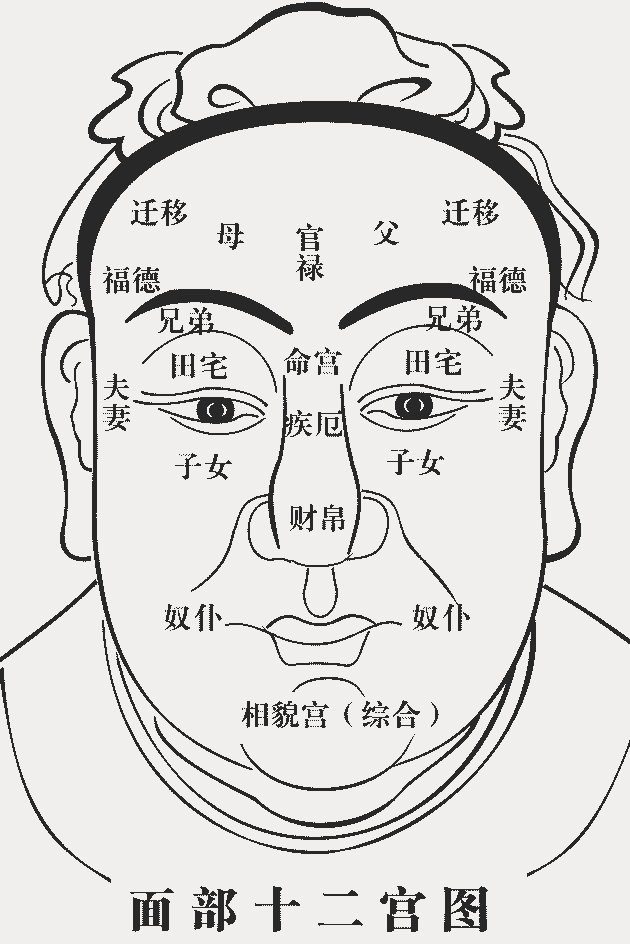 迁移
迁移
母
官禄
父
福德
福德
兄弟
兄弟
田宅
命宫
田宅
夫妻
夫妻
疾厄
子女
子女
财帛
奴仆
奴仆
相貌宫（综合）
面部十二宫图